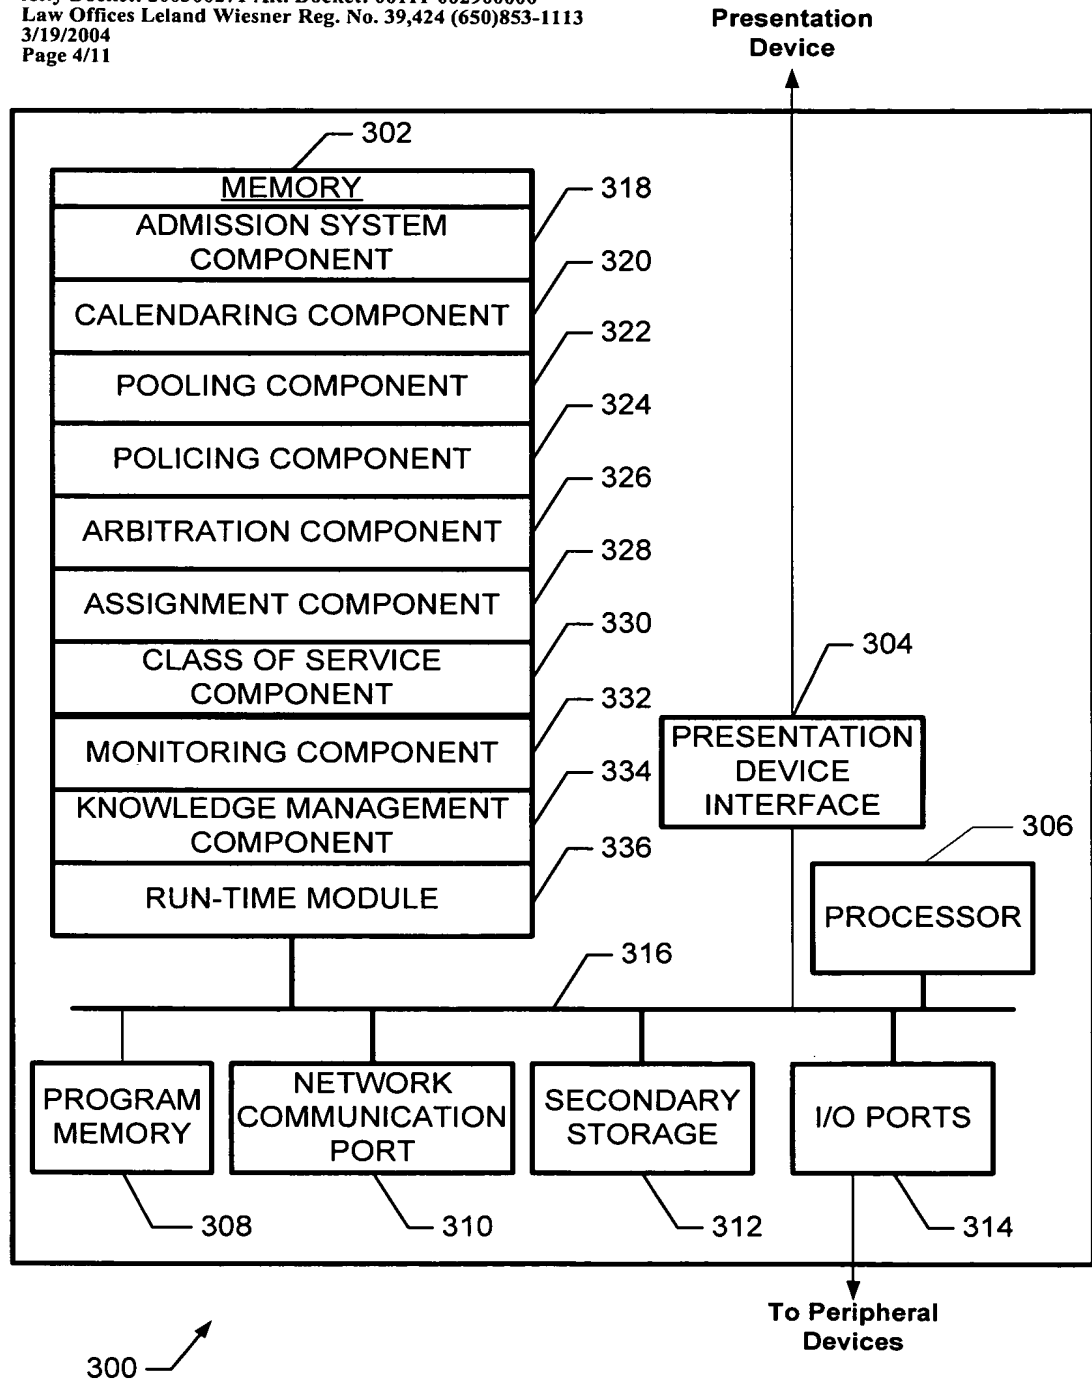 Law Offices Leland Wiesner Reg. No. 39,424 (650)853-1113
3/19/2004
Page 4/11
Presentation
Device
302
MEMORY
318
ADMISSION SYSTEM
COMPONENT
320
CALENDARING COMPONENT
322
POOLING COMPONENT
324
POLICING COMPONENT
326
ARBITRATION COMPONENT
328
ASSIGNMENT COMPONENT
330
CLASS OF SERVICE
COMPONENT
332
MONITORING COMPONENT
334
KNOWLEDGE MANAGEMENT
COMPONENT
336
RUN-TIME MODULE
304
PRESENTATION
DEVICE
INTERFACE
306
PROCESSOR
316
PROGRAM
MEMORY
NETWORK
COMMUNICATION
PORT
SECONDARY
STORAGE
I/O PORTS
308
310
312
314
To Peripheral
Devices
300